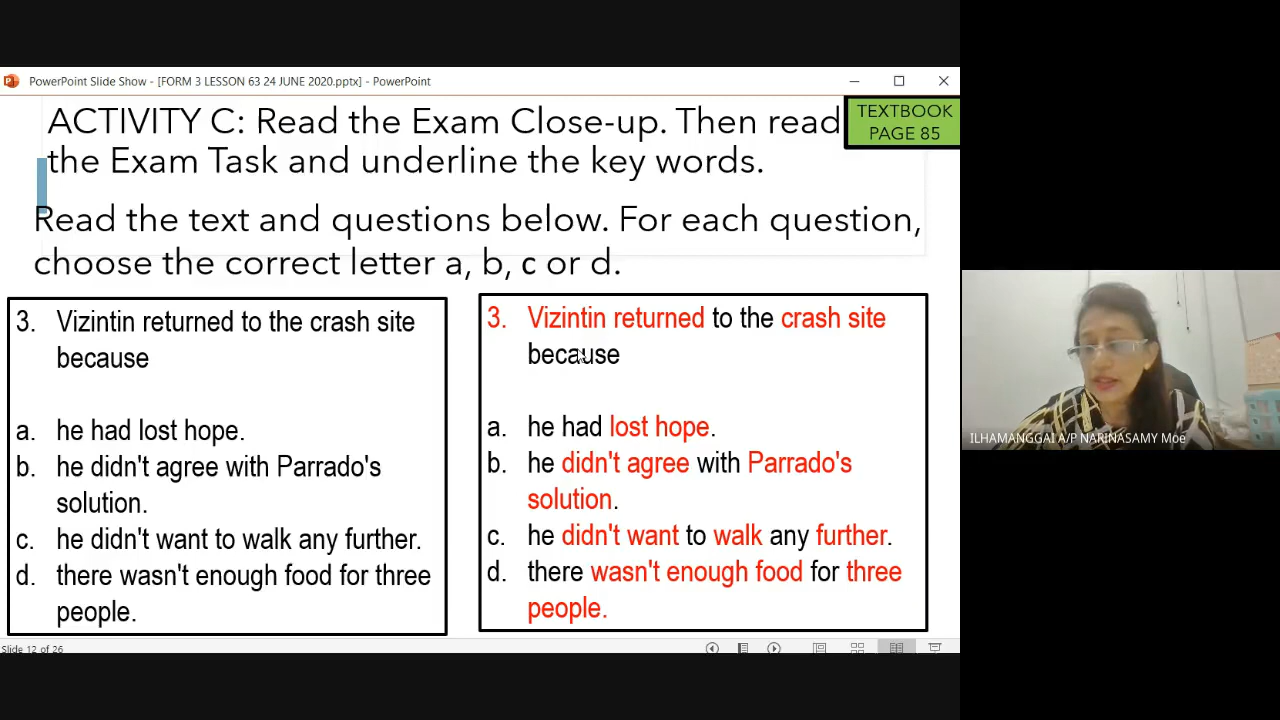 PowerPoint Slide Show - [FORM 3 LESSON 63 24 JUNE 2020.pptx] - PowerPoint
ACTIVITY C: Read the Exam Close-up. Then read
the Exam Task and underline the key words.
TEXTBOOK
PAGE 85
Read the text and questions below. For each question,
choose the correct letter a, b, c or d.
3. Vizintin returned to the crash site
because
a. he had lost hope.
b. he didn't agree with Parrado's
solution.
c. he didn't want to walk any further.
d. there wasn't enough food for three
people.
3. Vizintin returned to the crash site
because
a. he had lost hope.
b. he didn't agree with Parrado's
solution.
c. he didn't want to walk any further.
d. there wasn't enough food for three
people.
ILHAMANGGAI A/P NARINASAMY Moe
Slide 12 of 26